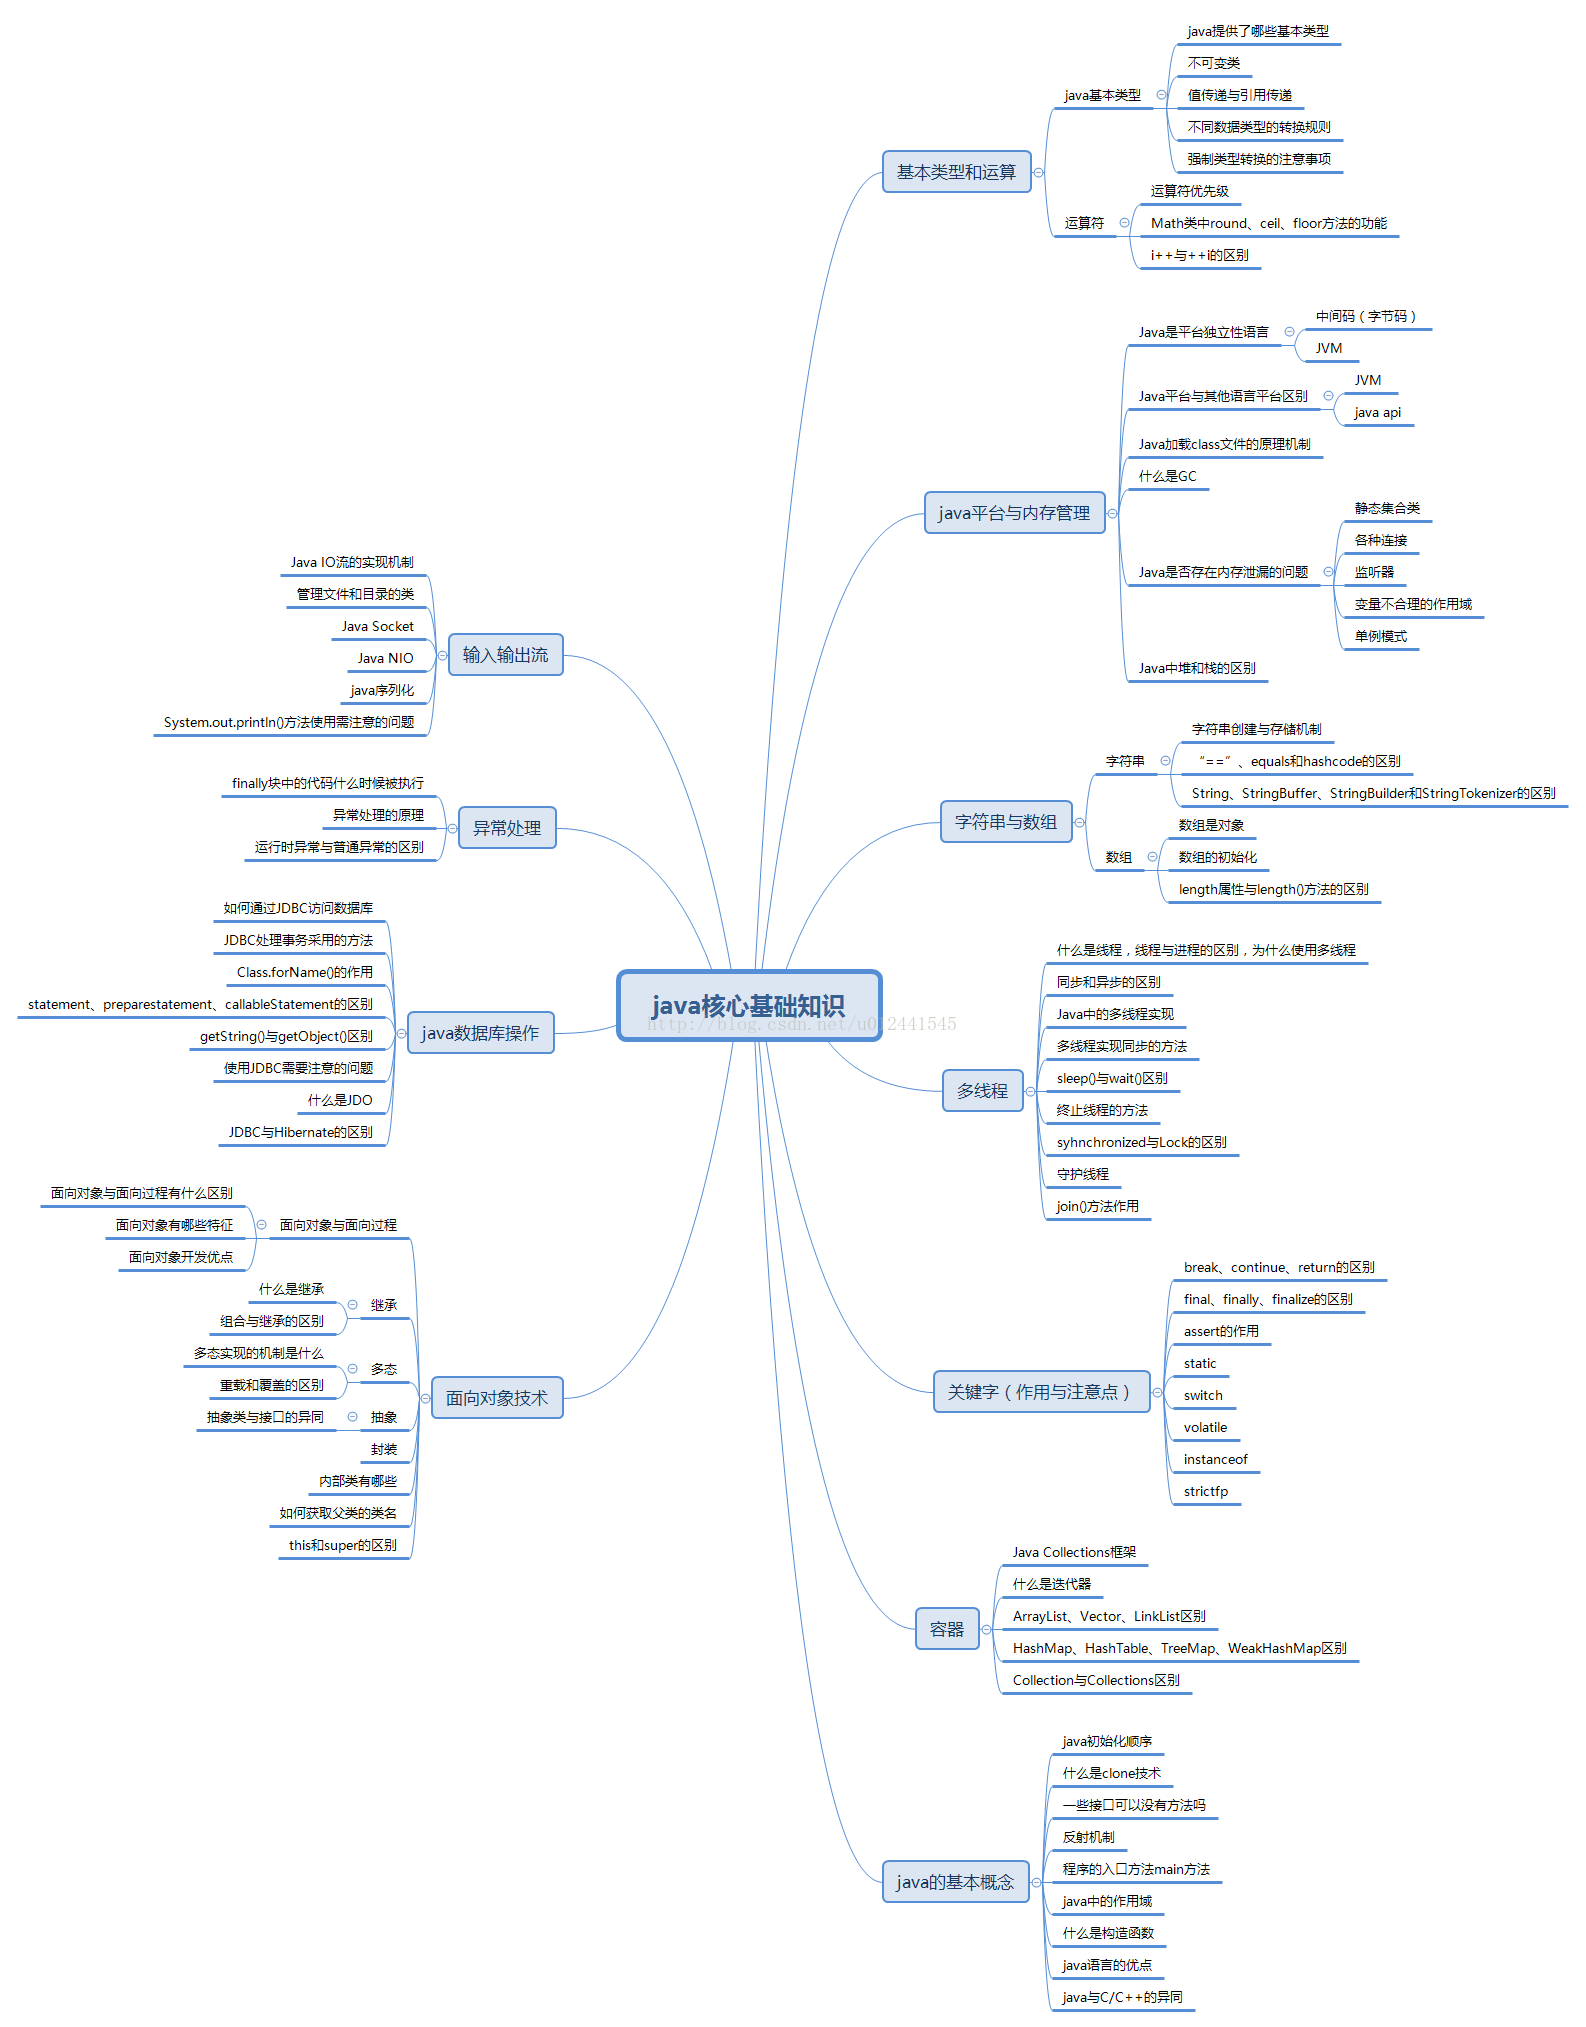 java核心基础知识
http://blog.csdn.net/u012441545
基本类型和运算
java基本类型
java提供了哪些基本类型
不可变类
值传递与引用传递
不同数据类型的转换规则
强制类型转换的注意事项
运算符
运算符优先级
Math类中round、ceil、floor方法的功能
i++与++i的区别
java平台与内存管理
Java是平台独立性语言
中间码（字节码）
JVM
Java平台与其他语言平台区别
JVM
java api
Java加载class文件的原理机制
什么是GC
Java是否存在内存泄漏的问题
静态集合类
各种连接
监听器
变量不合理的作用域
单例模式
Java中堆和栈的区别
字符串与数组
字符串
字符串创建与存储机制
“==”、equals和hashcode的区别
String、StringBuffer、StringBuilder和StringTokenizer的区别
数组
数组是对象
数组的初始化
length属性与length()方法的区别
多线程
什么是线程，线程与进程的区别，为什么使用多线程
同步和异步的区别
Java中的多线程实现
多线程实现同步的方法
sleep()与wait()区别
终止线程的方法
syhnchronized与Lock的区别
守护线程
join()方法作用
关键字（作用与注意点）
break、continue、return的区别
final、finally、finalize的区别
assert的作用
static
switch
volatile
instanceof
strictfp
容器
Java Collections框架
什么是迭代器
ArrayList、Vector、LinkList区别
HashMap、HashTable、TreeMap、WeakHashMap区别
Collection与Collections区别
java的基本概念
java初始化顺序
什么是clone技术
一些接口可以没有方法吗
反射机制
程序的入口方法main方法
java中的作用域
什么是构造函数
java语言的优点
java与C/C++的异同
输入输出流
Java IO流的实现机制
管理文件和目录的类
Java Socket
Java NIO
java序列化
System.out.println()方法使用需注意的问题
异常处理
finally块中的代码什么时候被执行
异常处理的原理
运行时异常与普通异常的区别
java数据库操作
如何通过JDBC访问数据库
JDBC处理事务采用的方法
Class.forName()的作用
statement、preparestatement、callableStatement的区别
getString()与getObject()区别
使用JDBC需要注意的问题
什么是JDO
JDBC与Hibernate的区别
面向对象技术
面向对象与面向过程
面向对象与面向过程有什么区别
面向对象有哪些特征
面向对象开发优点
继承
什么是继承
组合与继承的区别
多态
多态实现的机制是什么
重载和覆盖的区别
抽象
抽象类与接口的异同
封装
内部类有哪些
如何获取父类的类名
this和super的区别